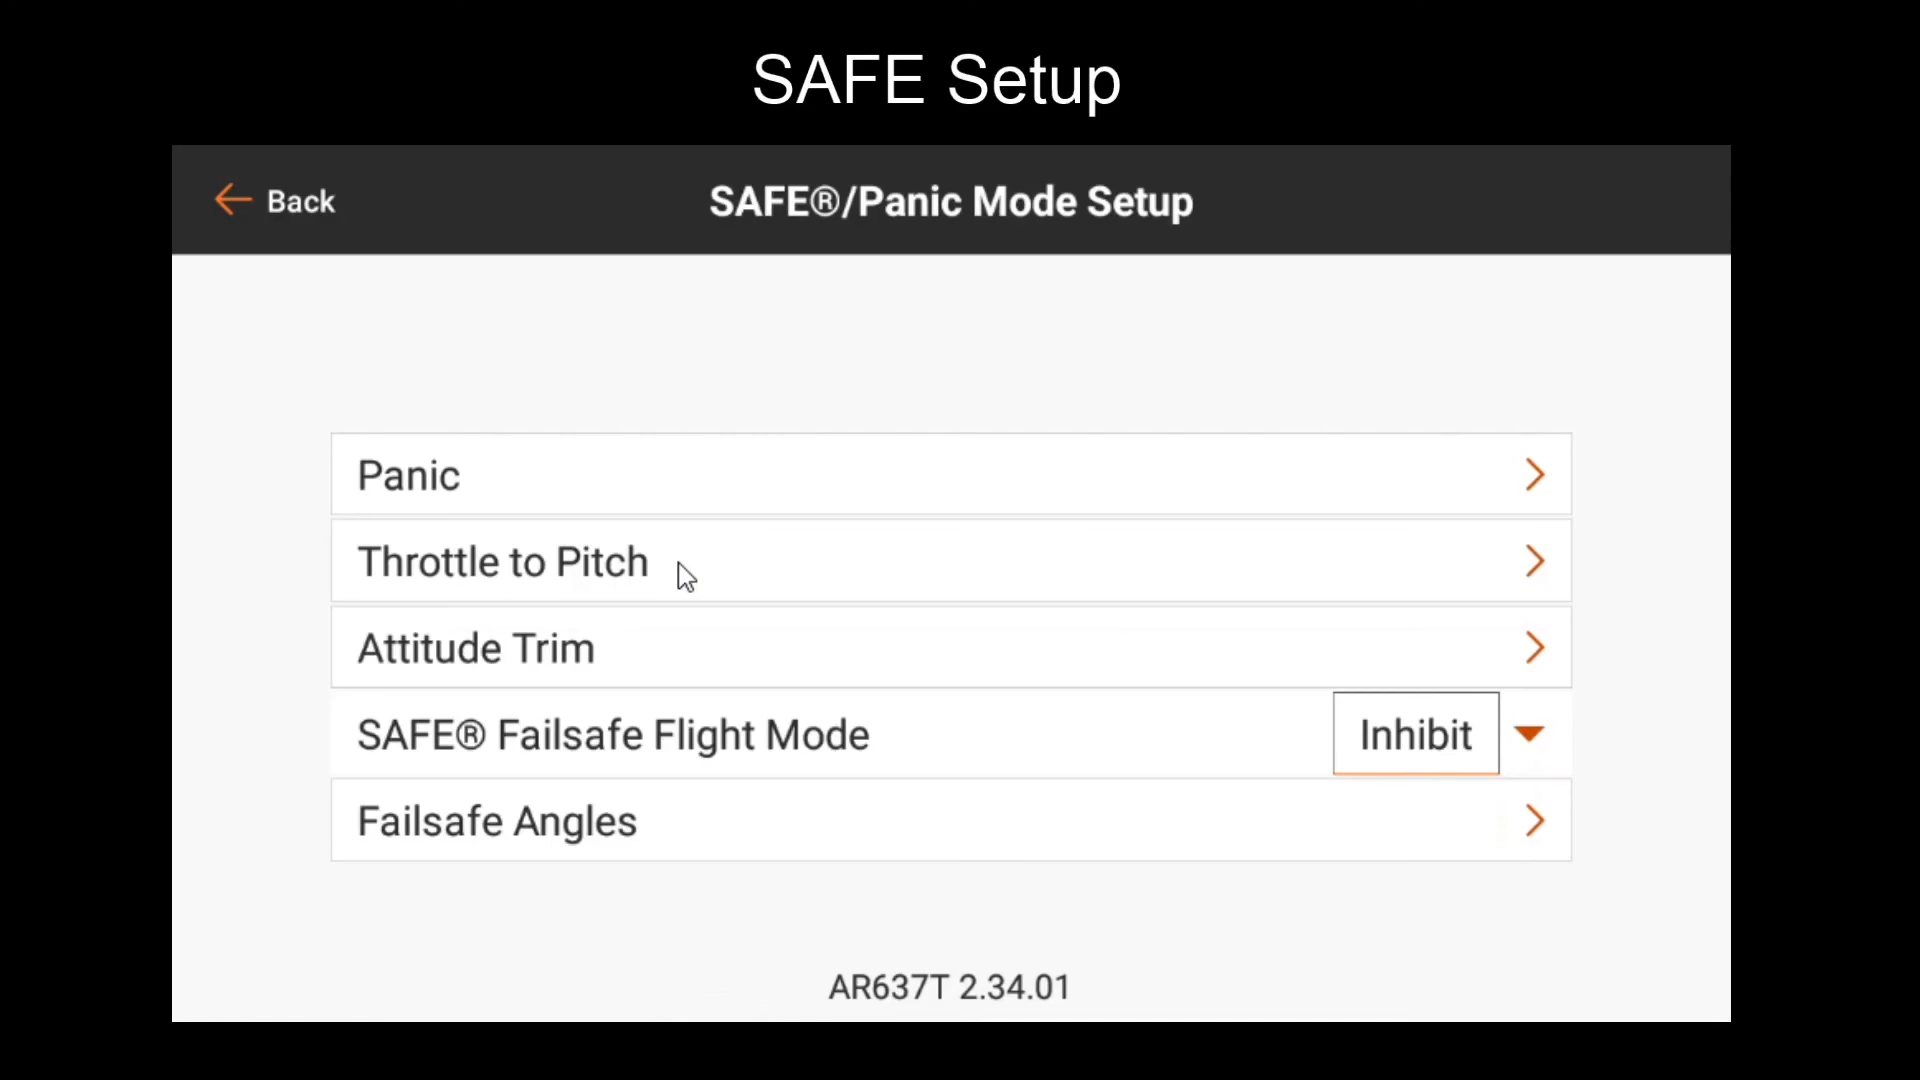 SAFE Setup
Back
SAFE®/Panic Mode Setup
Panic
Throttle to Pitch
Attitude Trim
SAFE® Failsafe Flight Mode Inhibit
Failsafe Angles
AR637T 2.34.01